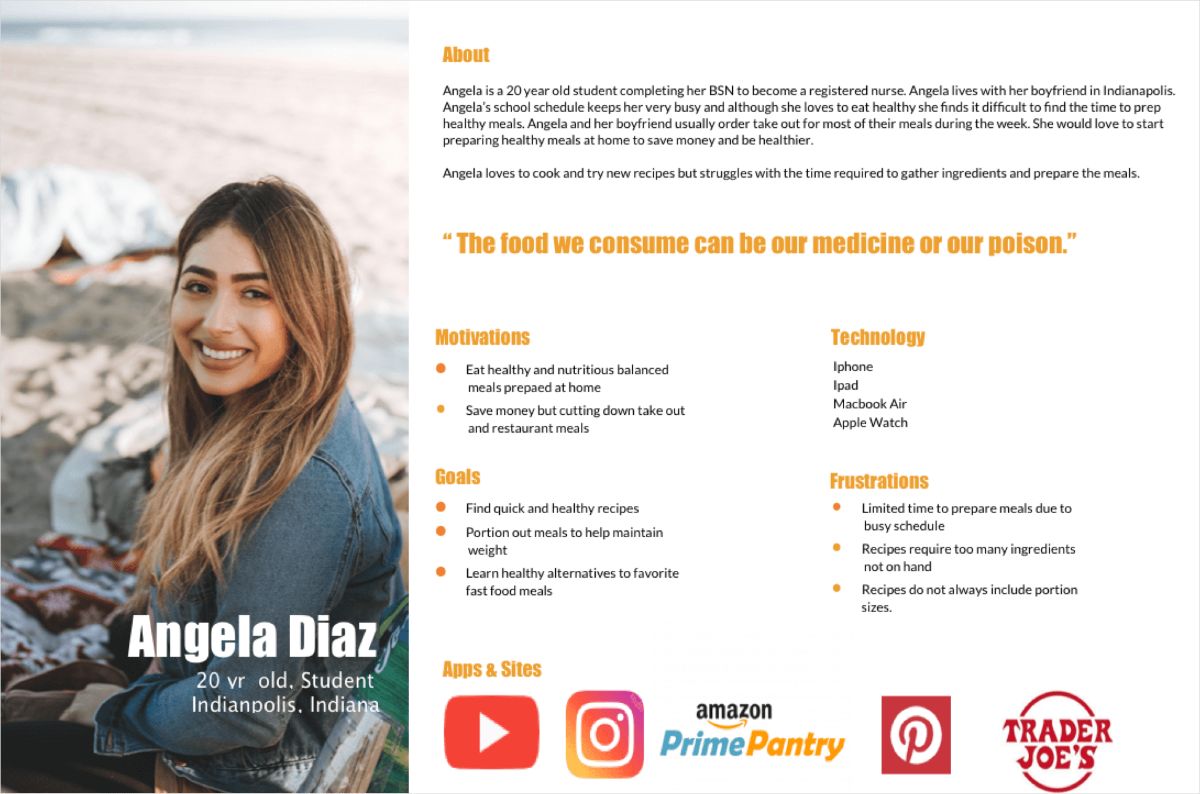 About
Angela is a 20 year old student completing her BSN to become a registered nurse. Angela lives with her boyfriend in Indianapolis.
Angela's school schedule keeps her very busy and although she loves to eat healthy she finds it difficult to find the time to prep
healthy meals. Angela and her boyfriend usually order take out for most of their meals during the week. She would love to start
preparing healthy meals at home to save money and be healthier.
Angela loves to cook and try new recipes but struggles with the time required to gather ingredients and prepare the meals.
“ The food we consume can be our medicine or our poison.”
Motivations
Eat healthy and nutritious balanced
meals prepaed at home
Save money but cutting down take out
and restaurant meals
Goals
Find quick and healthy recipes
Portion out meals to help maintain
weight
Learn healthy alternatives to favorite
fast food meals
Technology
Iphone
Ipad
Macbook Air
Apple Watch
Frustrations
Limited time to prepare meals due to
busy schedule
Recipes require too many ingredients
not on hand
Recipes do not always include portion
sizes.
Angela Diaz
20 yr old, Student
Indianpolis, Indiana
Apps & Sites
amazon
PrimePantry
TRADER
JOE'S